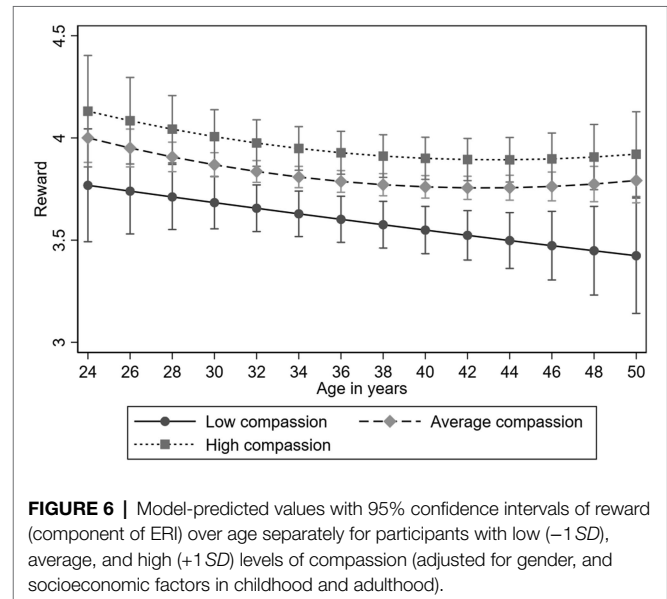 4.5
4
3.5
3
Reward
24 26 28 30 32 34 36 38 40 42 44 46 48 50
Age in years
Low compassion Average compassion
High compassion
FIGURE 6 | Model-predicted values with 95% confidence intervals of reward
(component of ERI) over age separately for participants with low (−1 SD),
average, and high (+1 SD) levels of compassion (adjusted for gender, and
socioeconomic factors in childhood and adulthood).